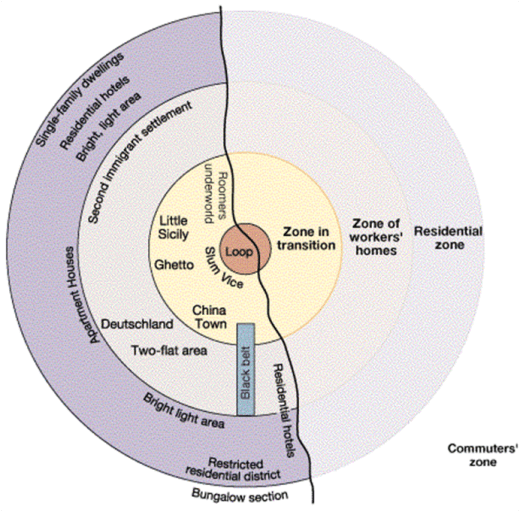 Single-family dwellings
Residential hotels
Bright, light area
Second immigrant settlement
Roomers
underworld
Little
Sicily
Ghetto
Loop
Slum Vice
Zone in
transition
Zone of
workers'
homes
Residential
zone
Apartment Houses
China
Town
Deutschland
Two-flat area
Black belt
Residential hotels
Bright light area
Restricted
residential district
Bungalow section
Commuters'
zone